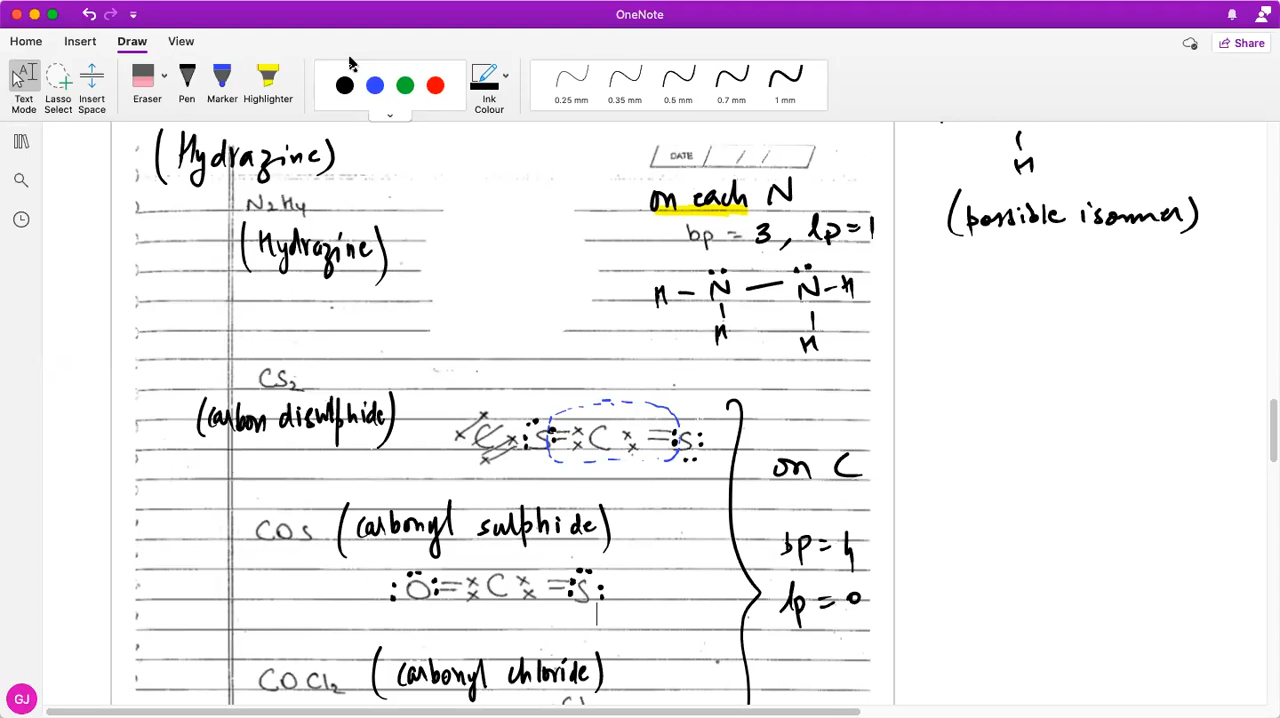 OneNote
Home Insert Draw View
Share
Text Mode
Lasso Select
Insert Space
Eraser
Pen
Marker
Highlighter
Ink Colour
0.25 mm
0.35 mm
0.5 mm
0.7 mm
1 mm
(Hydrazine)
DATE
N2H4
(Hydrazine)
on each N
bp = 3, lp = 1
H – N — N – H
H H
H
(possible isomer)
CS2
(carbon disulphide)
S = C = S
on C
COS (carbonyl sulphide)
bp = 4
O = C = S
lp = 0
COCl2 (carbonyl chloride)
GJ